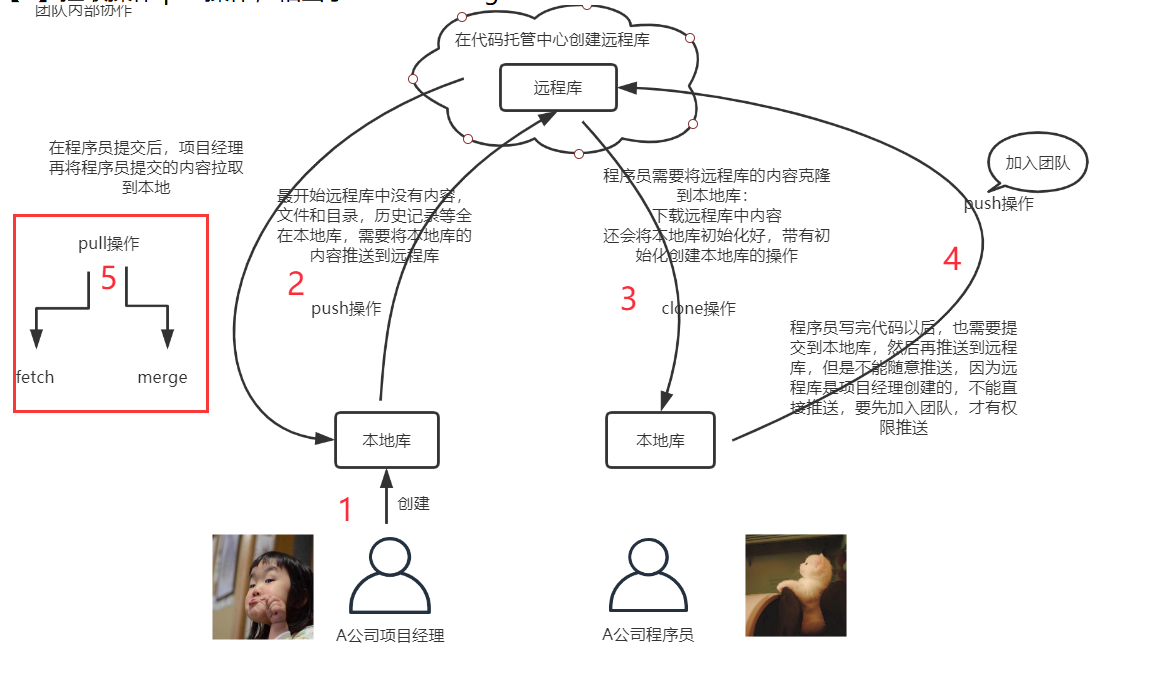 团队内部协作
在代码托管中心创建远程库
远程库
在程序员提交后，项目经理
再将程序员提交的内容拉取
到本地
加入团队
最开始远程库中没有内容，
文件和目录，历史记录等全
在本地库，需要将本地库的
内容推送到远程库
程序员需要将远程库的内容克隆
到本地库：
下载远程库中内容
还会将本地库初始化好，带有初
始化创建本地库的操作
push操作
pull操作
5
2
3
4
push操作
clone操作
程序员写完代码以后，也需要提
交到本地库，然后再推送到远程
库，但是不能随意推送，因为远
程库是项目经理创建的，不能直
接推送，要先加入团队，才有权
限推送
fetch
merge
本地库
本地库
1
创建
A公司项目经理
A公司程序员